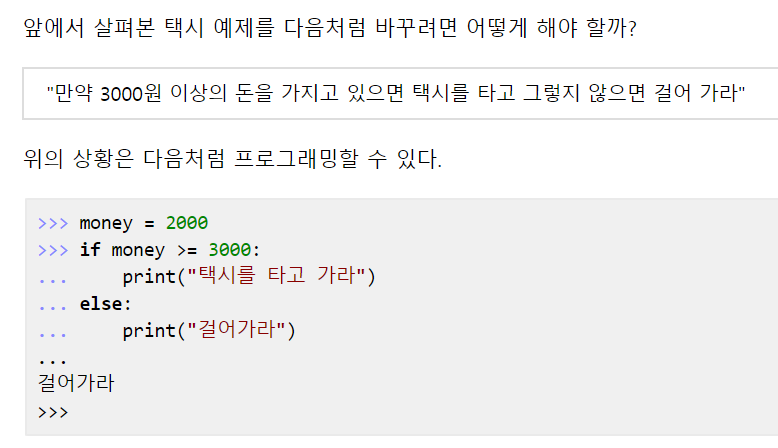 앞에서 살펴본 택시 예제를 다음처럼 바꾸려면 어떻게 해야 할까?
"만약 3000원 이상의 돈을 가지고 있으면 택시를 타고 그렇지 않으면 걸어 가라"
위의 상황은 다음처럼 프로그래밍할 수 있다.
>>> money = 2000
>>> if money >= 3000:
...     print("택시를 타고 가라")
... else:
...     print("걸어가라")
...
걸어가라
>>>